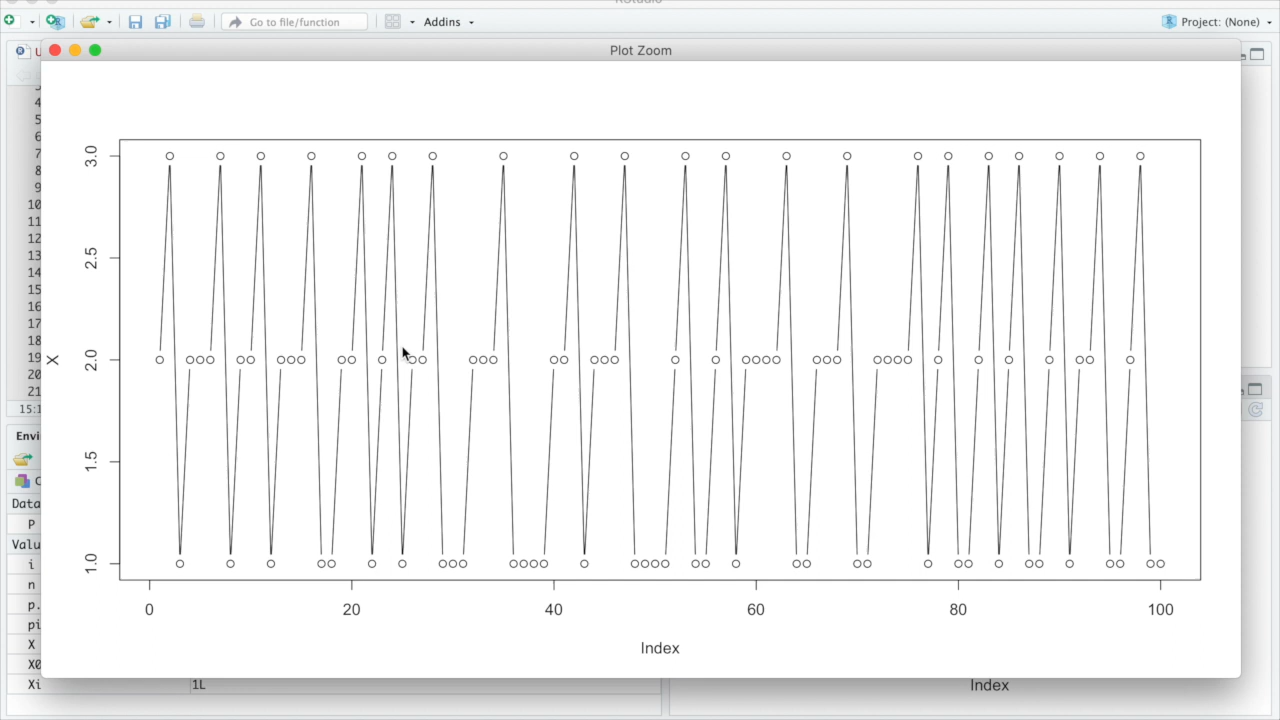 RStudio
Go to file/function
Addins
Project: (None)
Plot Zoom
4
5
6
7
8
9
10
11
12
13
14
15
16
17
18
19
20
21
3.0
2.5
2.0
1.5
1.0
X
0 20 40 60 80 100
Index
15:1
Envi
Data
P
Valu
i
n
p.
pi
X
X0
Xi 1L
Index